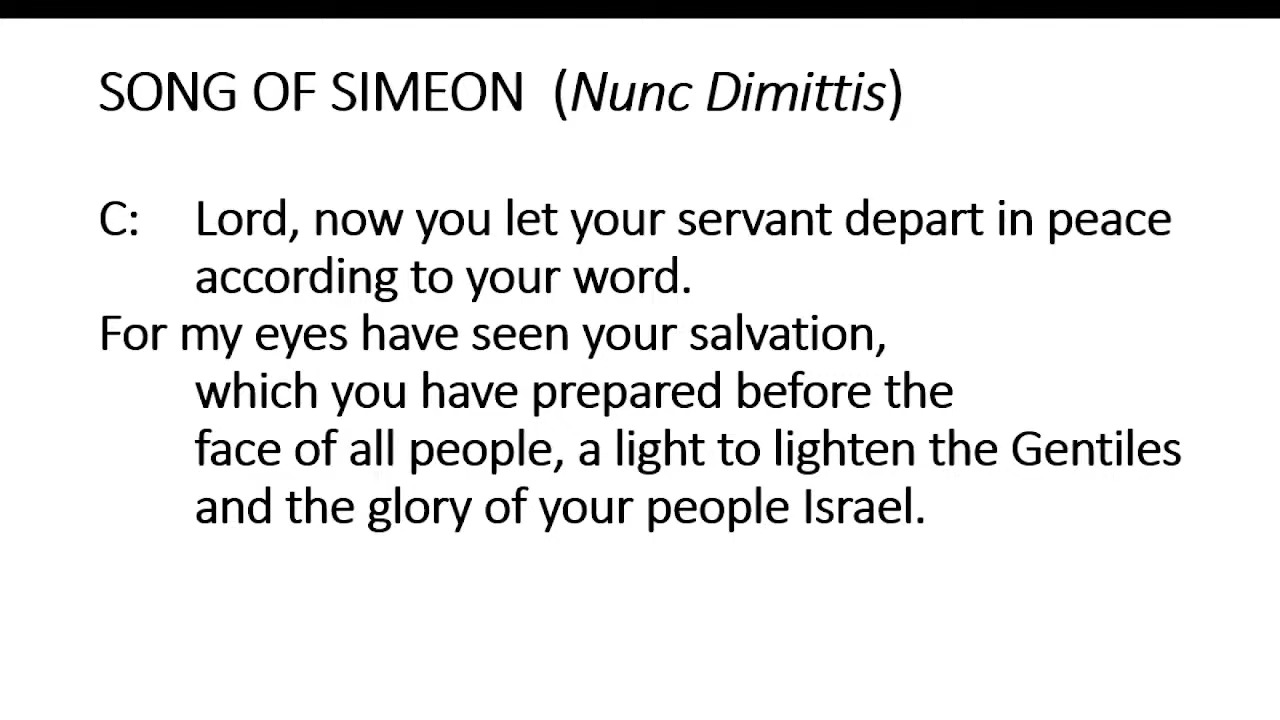 SONG OF SIMEON (Nunc Dimittis)
C: Lord, now you let your servant depart in peace
according to your word.
For my eyes have seen your salvation,
which you have prepared before the
face of all people, a light to lighten the Gentiles
and the glory of your people Israel.